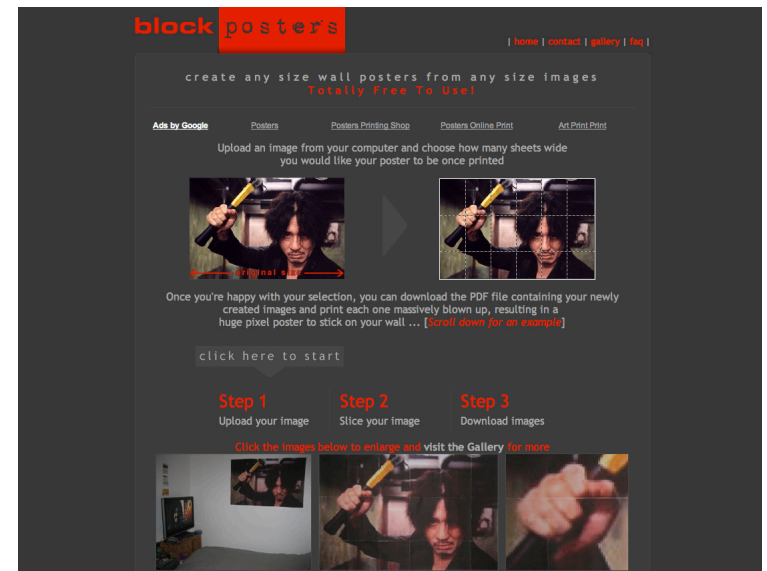 block posters
| home | contact | gallery | faq |
create any size wall posters from any size images
Totally Free To Use!
Ads by Google Posters Posters Printing Shop Posters Online Print Art Print Print
Upload an image from your computer and choose how many sheets wide
you would like your poster to be once printed
original size
Once you're happy with your selection, you can download the PDF file containing your newly
created images and print each one massively blown up, resulting in a
huge pixel poster to stick on your wall ... [Scroll down for an example]
click here to start
Step 1 Step 2 Step 3
Upload your image Slice your image Download images
Click the images below to enlarge and visit the Gallery for more